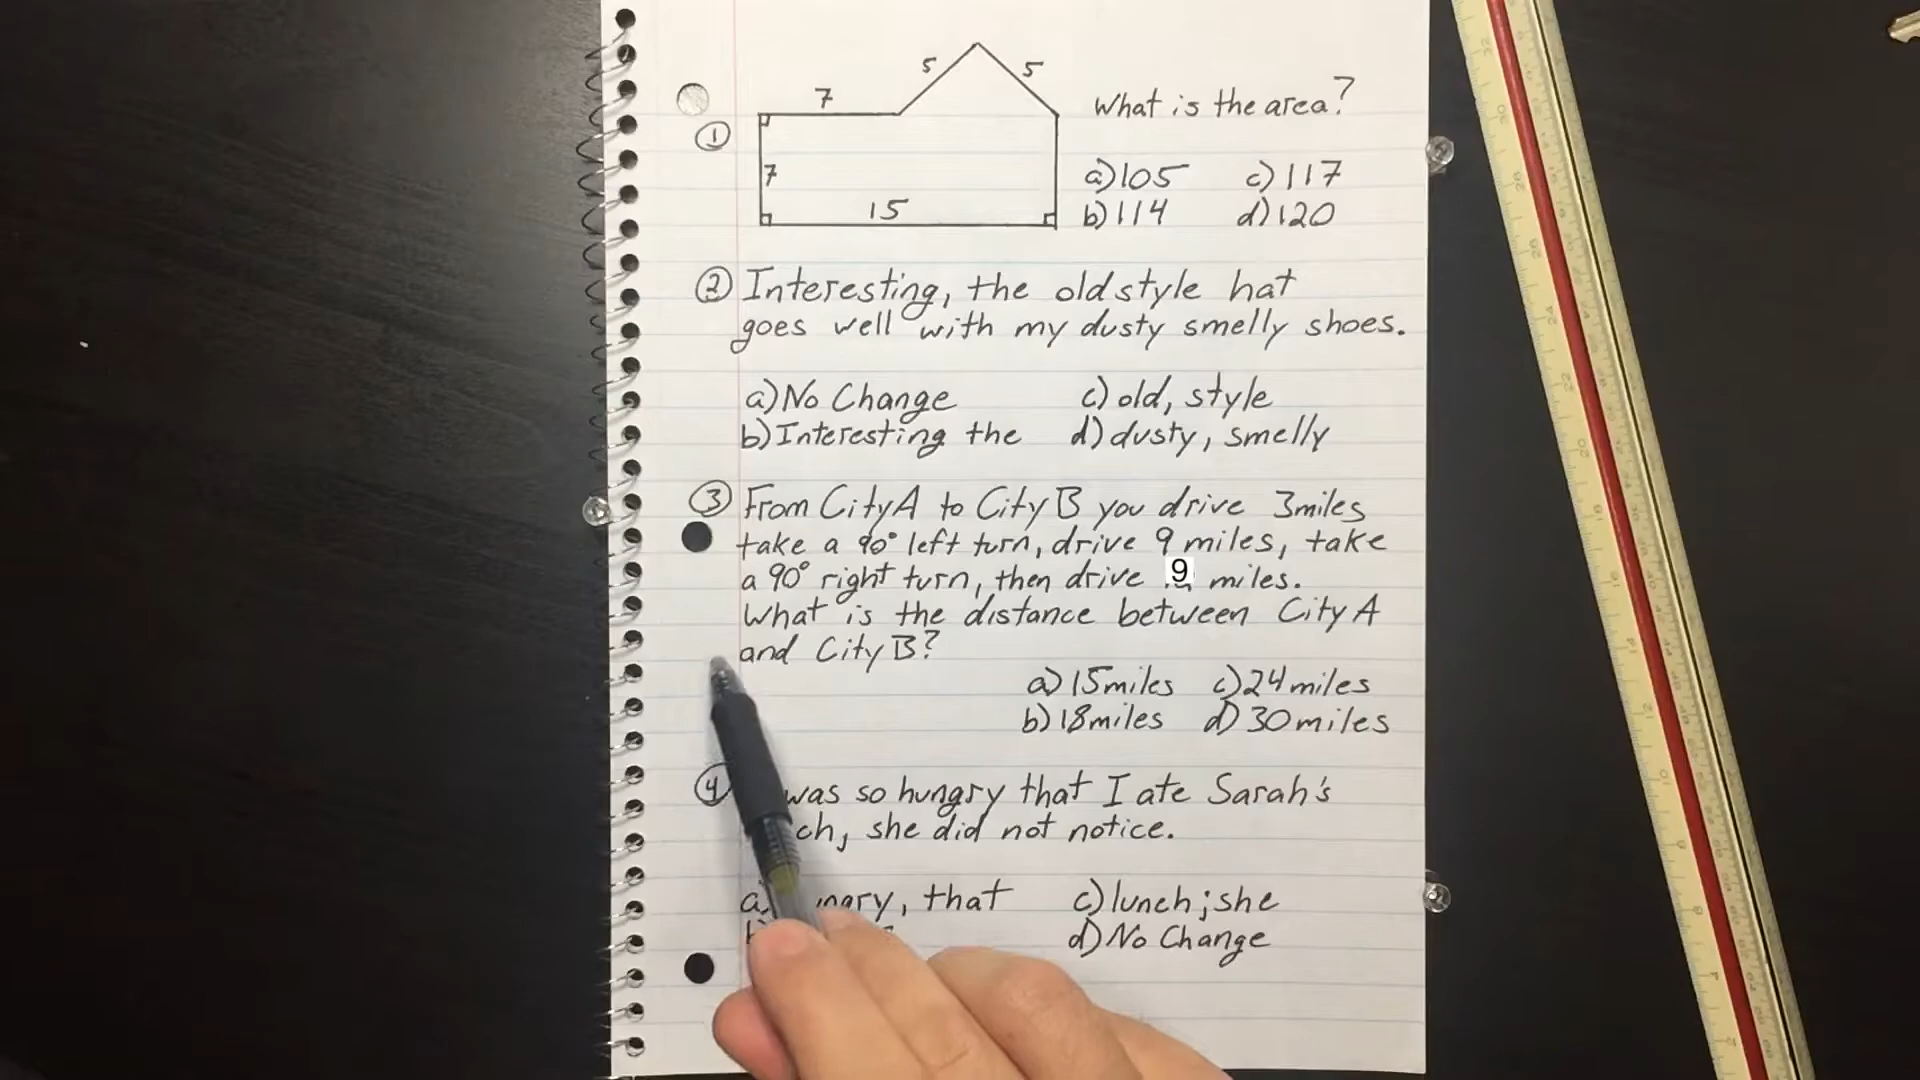 5
5
7
What is the area?
①
7
a) 105 c) 117
15
b) 114 d) 120
② Interesting, the old style hat
goes well with my dusty smelly shoes.
a) No Change c) old, style
b) Interesting the d) dusty, smelly
③ From City A to City B you drive 3 miles
take a 90° left turn, drive 9 miles, take
a 90° right turn, then drive 9 miles.
What is the distance between City A
and City B?
a) 15 miles c) 24 miles
b) 18 miles d) 30 miles
④ was so hungry that I ate Sarah's
she did not notice.
a) that c) lunch; she
d) No Change